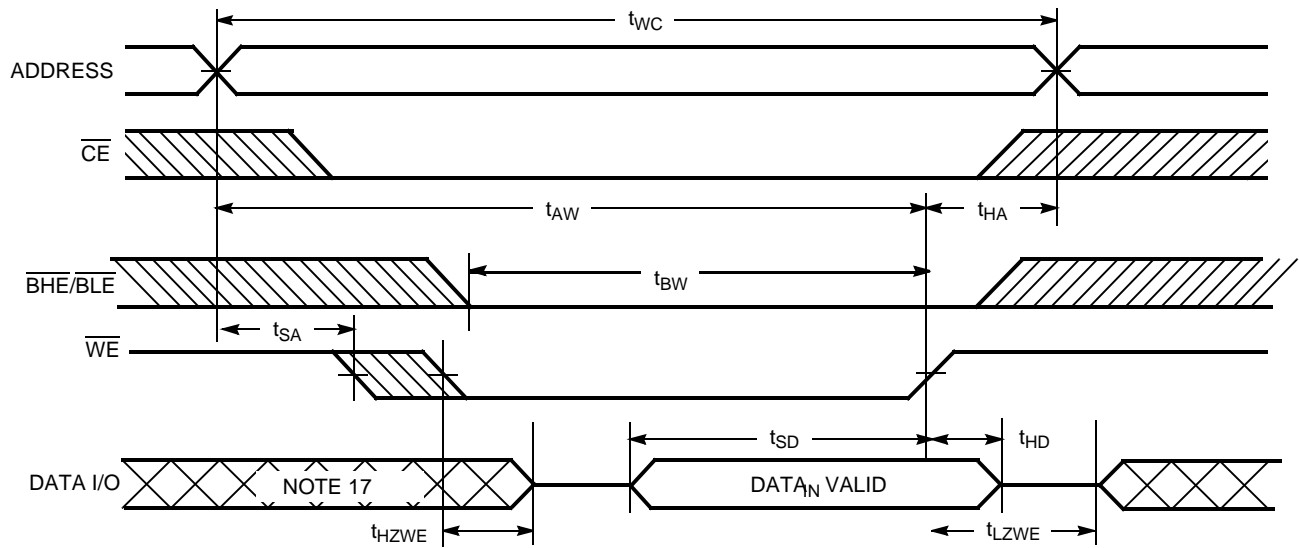 tWC
ADDRESS
CE
tAW
tHA
BHE/BLE
tBW
tSA
WE
tSD
tHD
DATA I/O
NOTE 17
DATAIN VALID
tHZWE
tLZWE